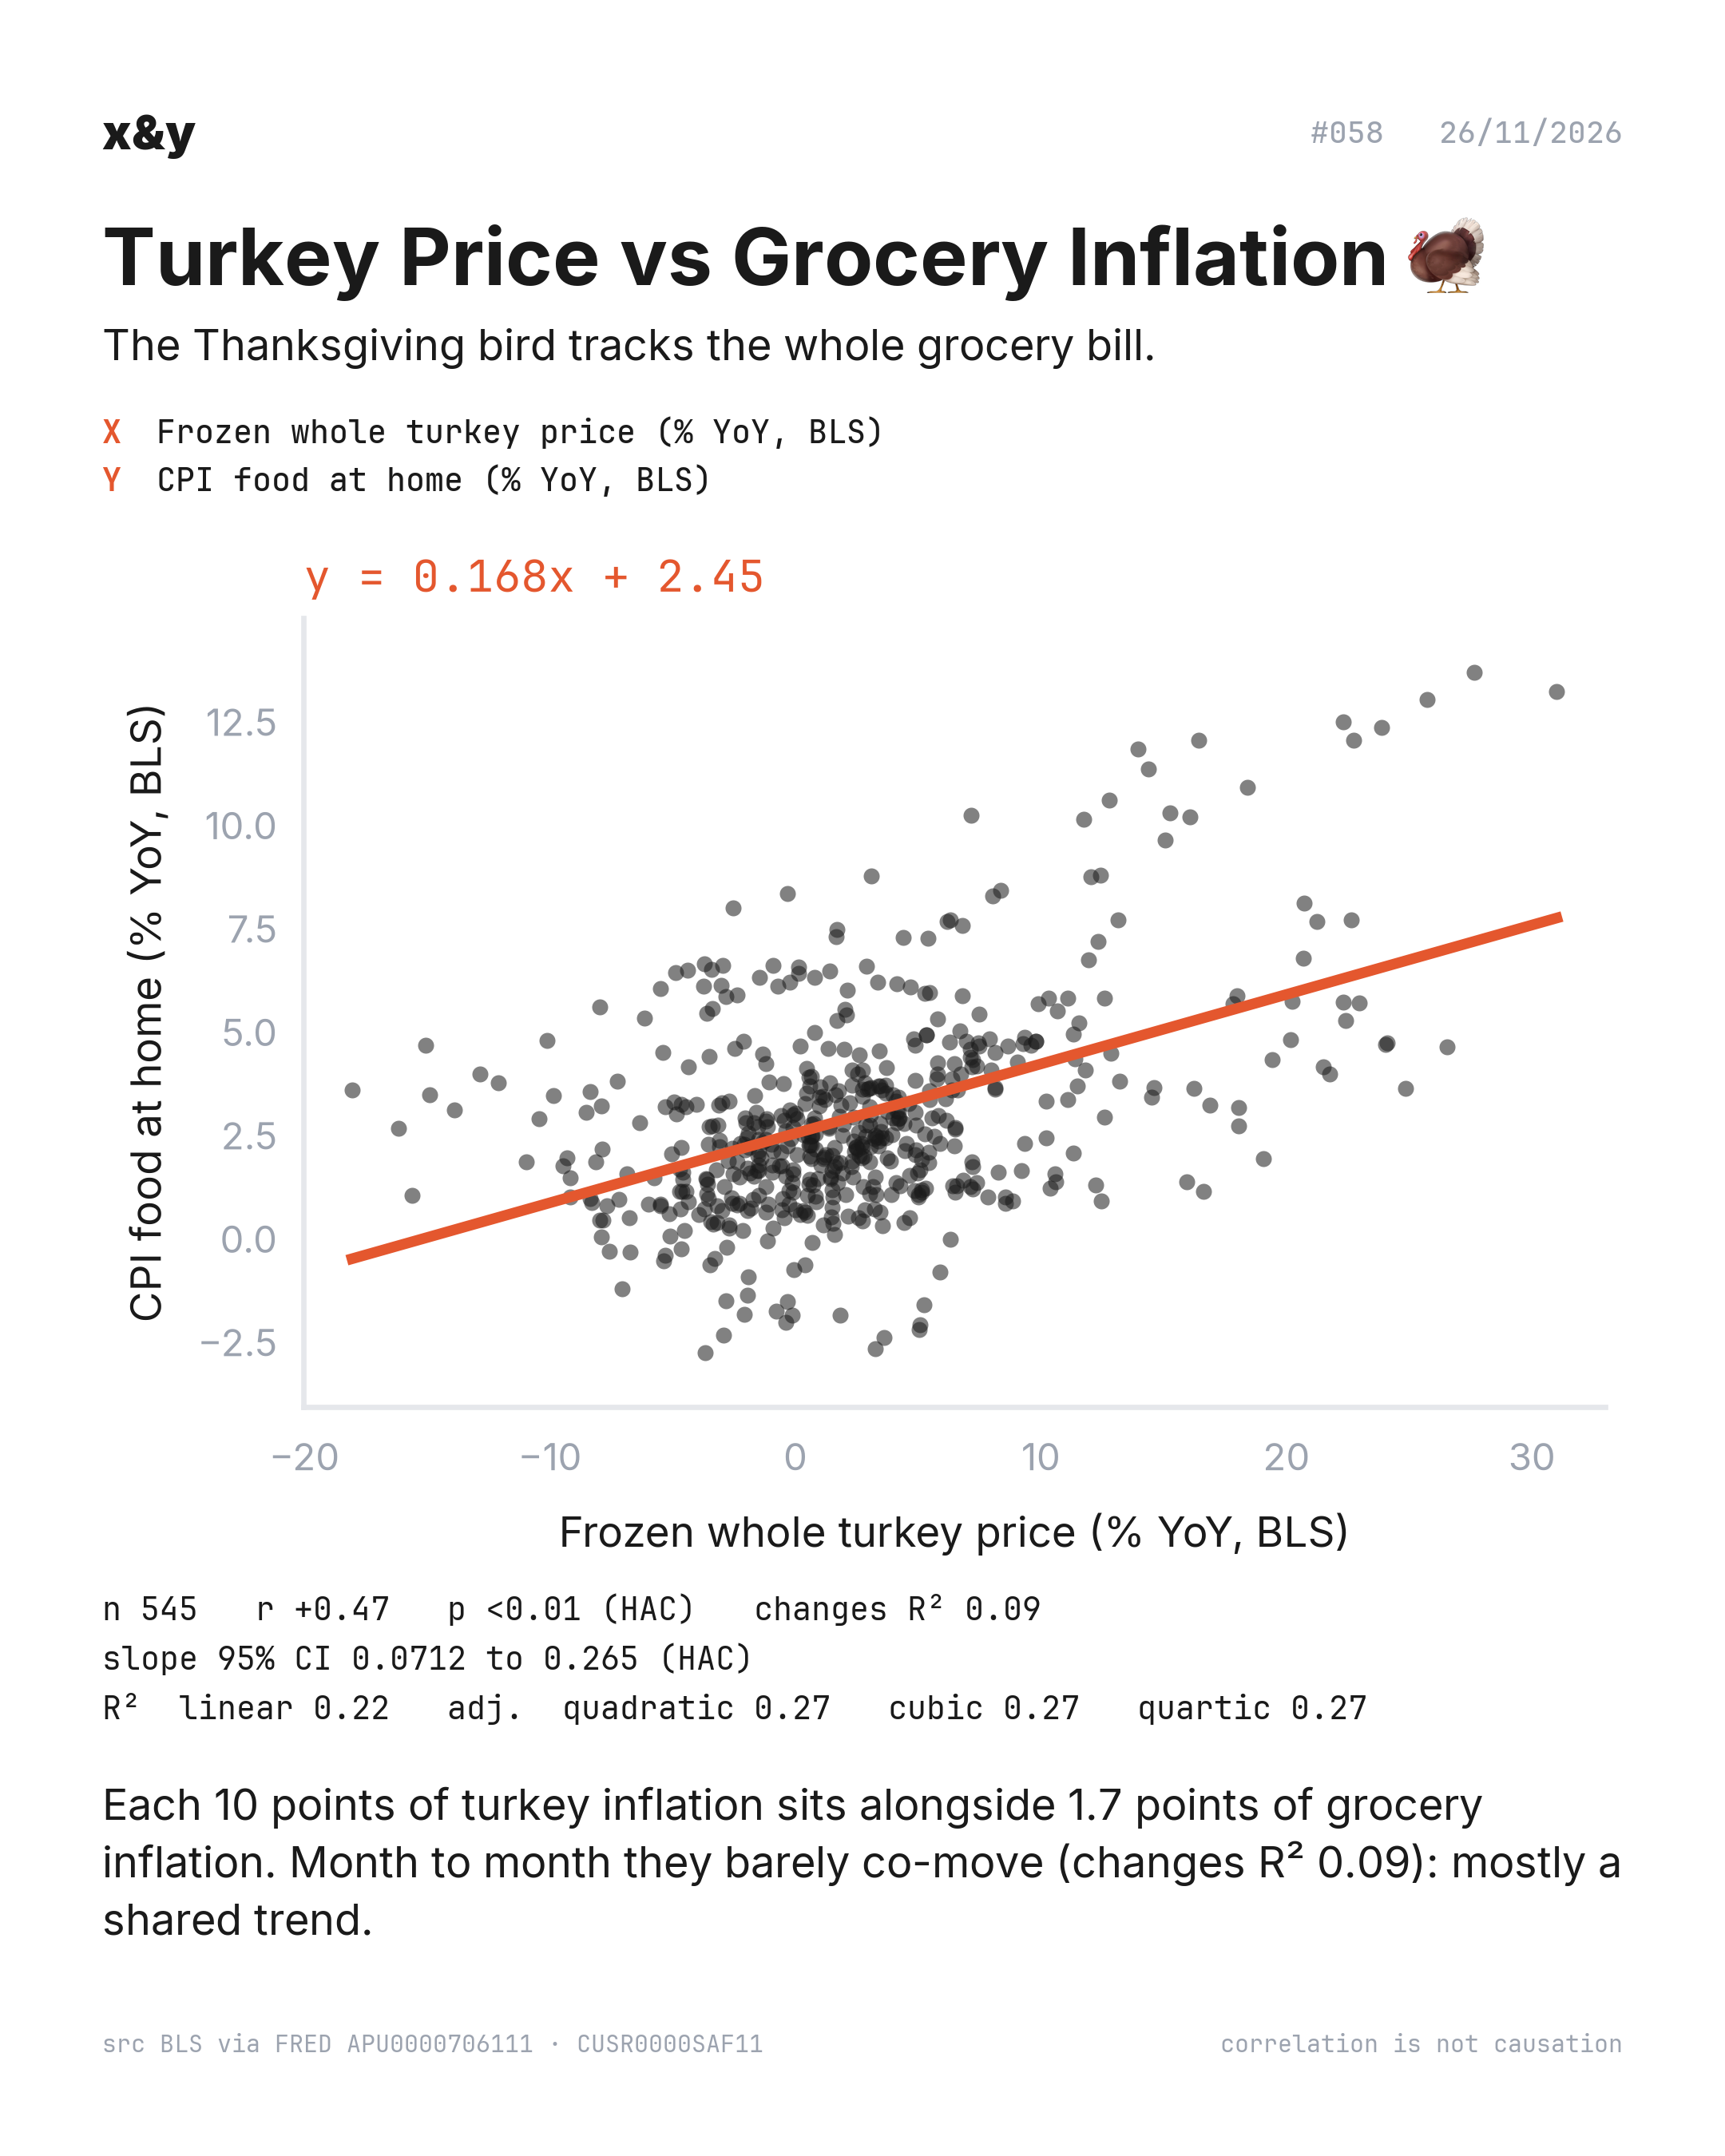 x&y
#058 26/11/2026
Turkey Price vs Grocery Inflation
The Thanksgiving bird tracks the whole grocery bill.
X Frozen whole turkey price (% YoY, BLS)
Y CPI food at home (% YoY, BLS)
y = 0.168x + 2.45
CPI food at home (% YoY, BLS)
12.5
10.0
7.5
5.0
2.5
0.0
−2.5
−20 −10 0 10 20 30
Frozen whole turkey price (% YoY, BLS)
n 545 r +0.47 p <0.01 (HAC) changes R² 0.09
slope 95% CI 0.0712 to 0.265 (HAC)
R² linear 0.22 adj. quadratic 0.27 cubic 0.27 quartic 0.27
Each 10 points of turkey inflation sits alongside 1.7 points of grocery
inflation. Month to month they barely co-move (changes R² 0.09): mostly a
shared trend.
src BLS via FRED APU0000706111 · CUSR0000SAF11
correlation is not causation